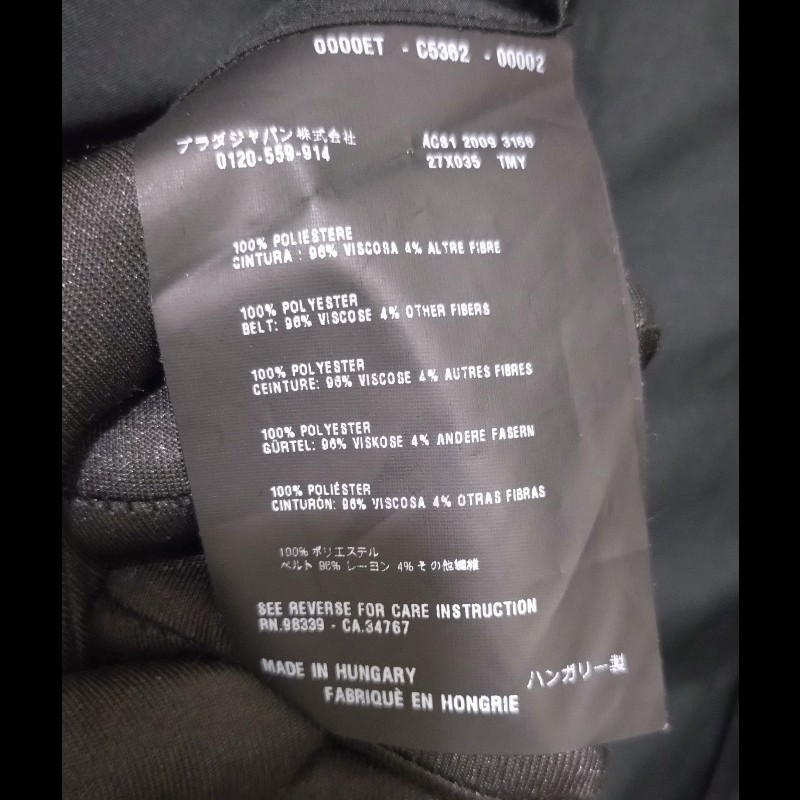 0000ET - C5362 - 00002
プラダジャパン株式会社
0120-559-914
AC81 2009 3166
27X035 TMY
100% POLIESTERE
CINTURA : 96% VISCOSA 4% ALTRE FIBRE
100% POLYESTER
BELT: 96% VISCOSE 4% OTHER FIBERS
100% POLYESTER
CEINTURE: 96% VISCOSE 4% AUTRES FIBRES
100% POLYESTER
GÜRTEL: 96% VISKOSE 4% ANDERE FASERN
100% POLIÉSTER
CINTURÓN: 96% VISCOSA 4% OTRAS FIBRAS
100% ポリエステル
ベルト 96% レーヨン 4% その他繊維
SEE REVERSE FOR CARE INSTRUCTION
RN.98339 - CA.34767
MADE IN HUNGARY
ハンガリー製
FABRIQUÈ EN HONGRIE